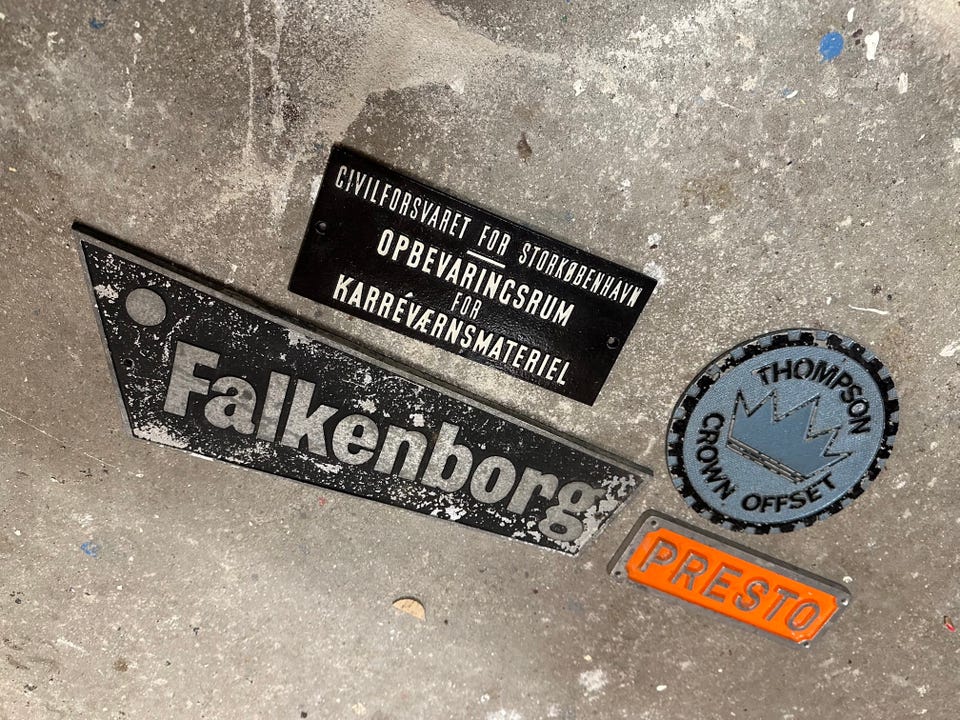 CIVILFORSVARET FOR STORKØBENHAVN
OPBEVARINGSRUM
FOR
KARRÉVÆRNSMATERIEL
Falkenborg
THOMPSON
CROWN OFFSET
PRESTO